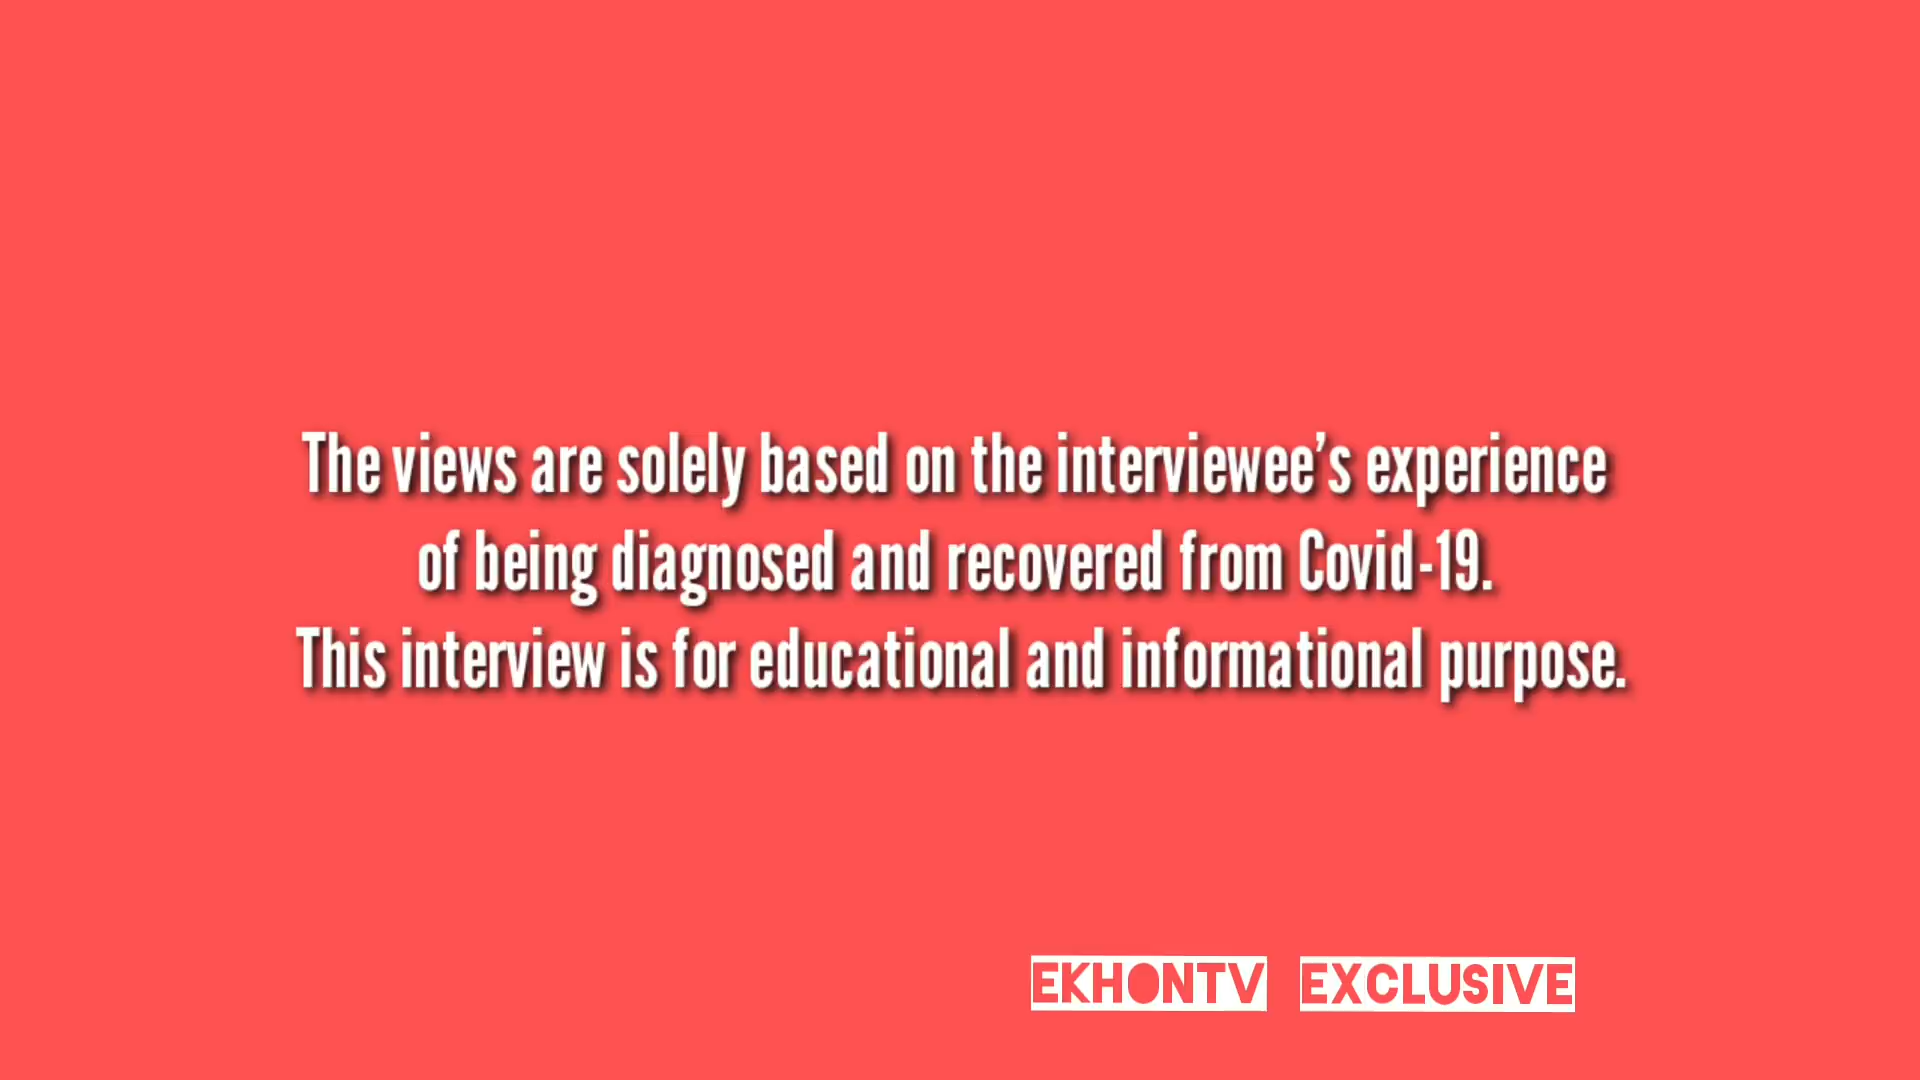 The views are solely based on the interviewee’s experience
of being diagnosed and recovered from Covid-19.
This interview is for educational and informational purpose.
EKHONTV EXCLUSIVE